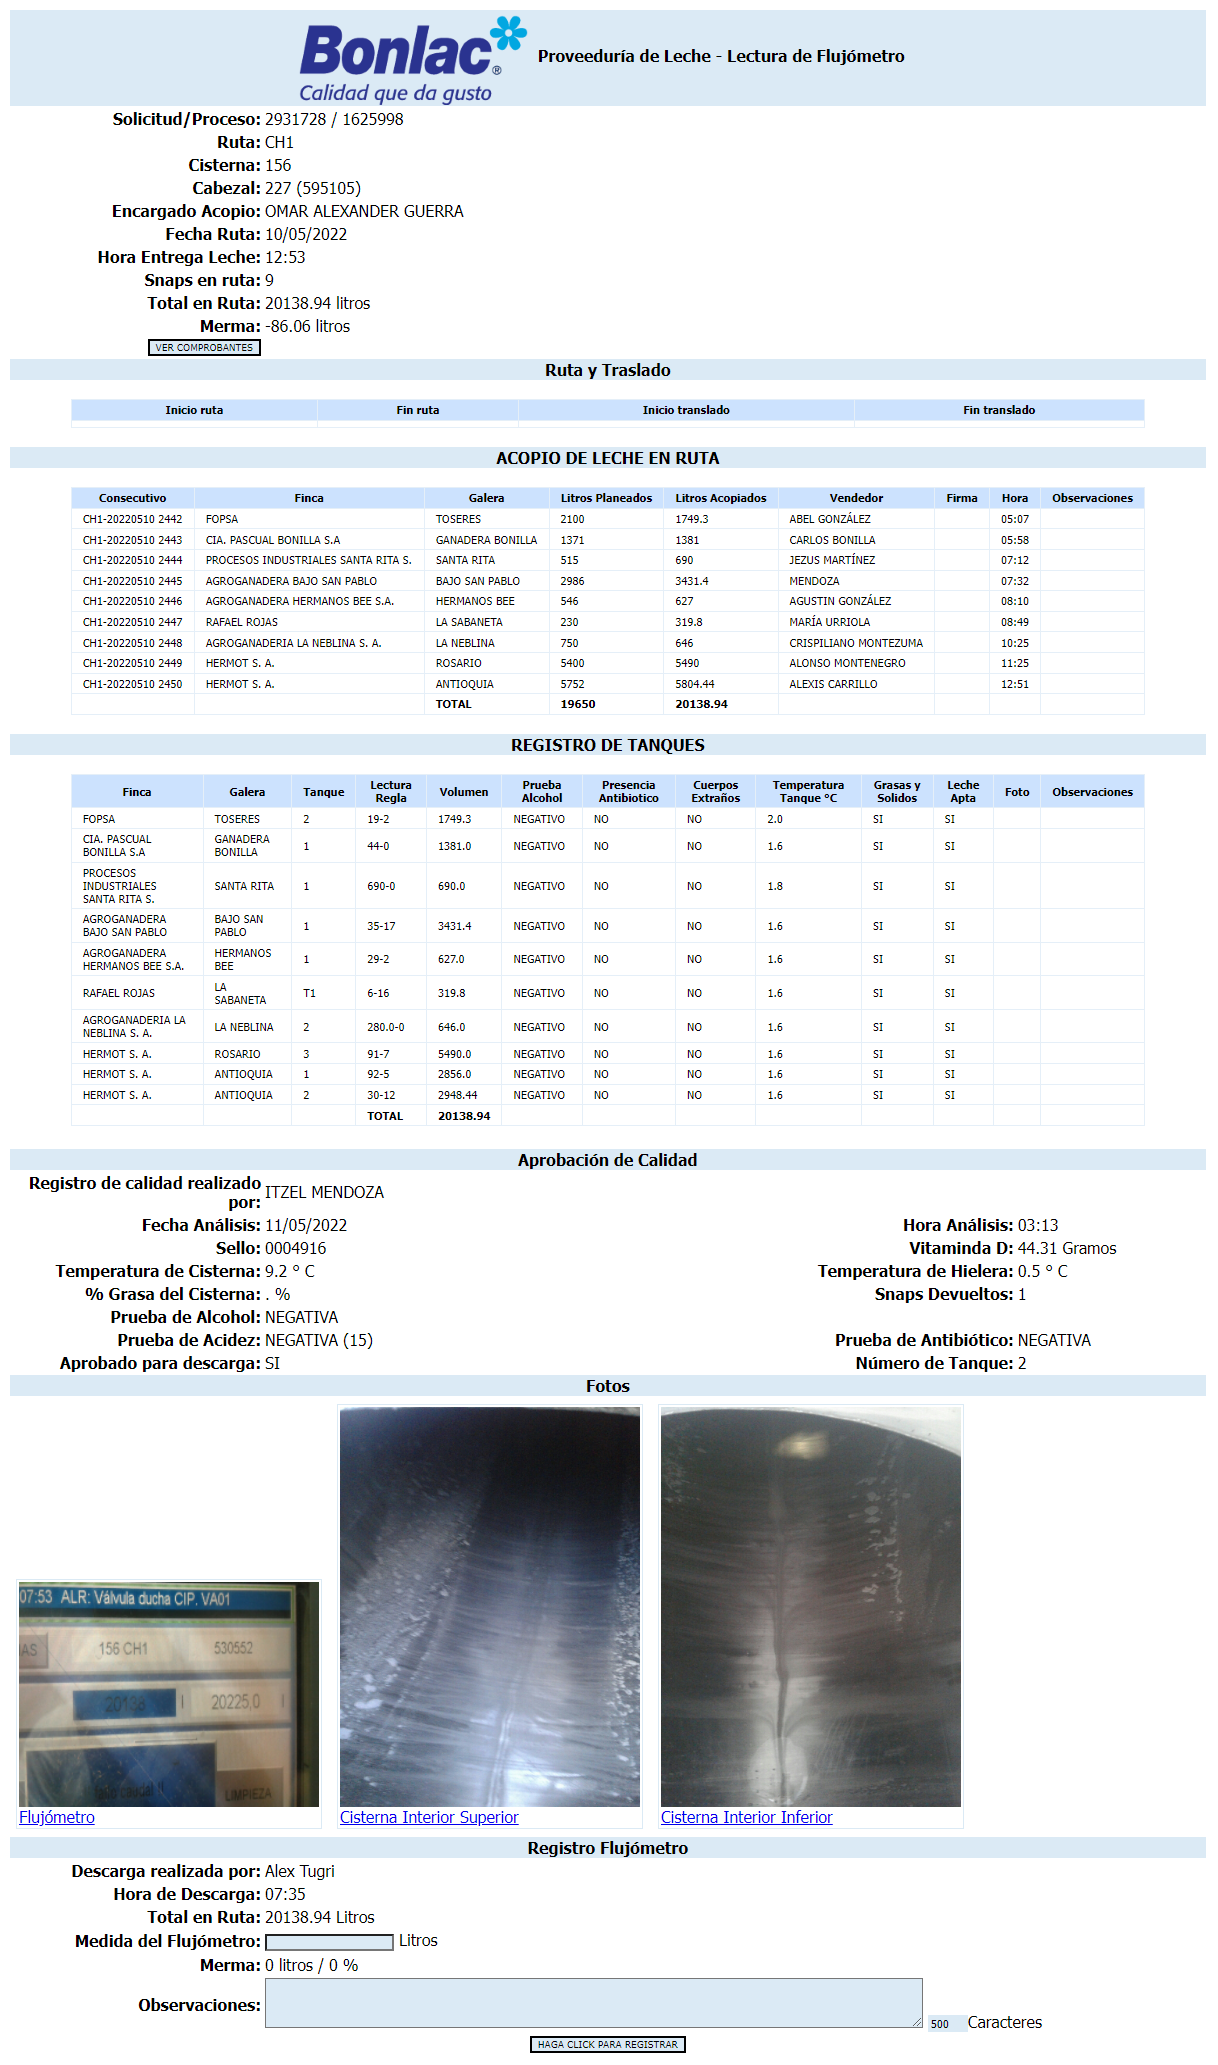 Bonlac®
Calidad que da gusto
Proveeduría de Leche - Lectura de Flujómetro
Solicitud/Proceso: 2931728 / 1625998
Ruta: CH1
Cisterna: 156
Cabezal: 227 (595105)
Encargado Acopio: OMAR ALEXANDER GUERRA
Fecha Ruta: 10/05/2022
Hora Entrega Leche: 12:53
Snaps en ruta: 9
Total en Ruta: 20138.94 litros
Merma: -86.06 litros
VER COMPROBANTES
Ruta y Traslado
Inicio ruta Fin ruta Inicio translado Fin translado
ACOPIO DE LECHE EN RUTA
Consecutivo Finca Galera Litros Planeados Litros Acopiados Vendedor Firma Hora Observaciones
CH1-20220510 2442 FOPSA TOSERES 2100 1749.3 ABEL GONZÁLEZ 05:07
CH1-20220510 2443 CIA. PASCUAL BONILLA S.A GANADERA BONILLA 1371 1381 CARLOS BONILLA 05:58
CH1-20220510 2444 PROCESOS INDUSTRIALES SANTA RITA S. SANTA RITA 515 690 JEZUS MARTÍNEZ 07:12
CH1-20220510 2445 AGROGANADERA BAJO SAN PABLO BAJO SAN PABLO 2986 3431.4 MENDOZA 07:32
CH1-20220510 2446 AGROGANADERA HERMANOS BEE S.A. HERMANOS BEE 546 627 AGUSTIN GONZÁLEZ 08:10
CH1-20220510 2447 RAFAEL ROJAS LA SABANETA 230 319.8 MARÍA URRIOLA 08:49
CH1-20220510 2448 AGROGANADERIA LA NEBLINA S. A. LA NEBLINA 750 646 CRISPILIANO MONTEZUMA 10:25
CH1-20220510 2449 HERMOT S. A. ROSARIO 5400 5490 ALONSO MONTENEGRO 11:25
CH1-20220510 2450 HERMOT S. A. ANTIOQUIA 5752 5804.44 ALEXIS CARRILLO 12:51
TOTAL 19650 20138.94
REGISTRO DE TANQUES
Finca Galera Tanque Lectura Regla Volumen Prueba Alcohol Presencia Antibiotico Cuerpos Extraños Temperatura Tanque °C Grasas y Solidos Leche Apta Foto Observaciones
FOPSA TOSERES 2 19-2 1749.3 NEGATIVO NO NO 2.0 SI SI
CIA. PASCUAL BONILLA S.A GANADERA BONILLA 1 44-0 1381.0 NEGATIVO NO NO 1.6 SI SI
PROCESOS INDUSTRIALES SANTA RITA S. SANTA RITA 1 690-0 690.0 NEGATIVO NO NO 1.8 SI SI
AGROGANADERA BAJO SAN PABLO BAJO SAN PABLO 1 35-17 3431.4 NEGATIVO NO NO 1.6 SI SI
AGROGANADERA HERMANOS BEE S.A. HERMANOS BEE 1 29-2 627.0 NEGATIVO NO NO 1.6 SI SI
RAFAEL ROJAS LA SABANETA T1 6-16 319.8 NEGATIVO NO NO 1.6 SI SI
AGROGANADERIA LA NEBLINA S. A. LA NEBLINA 2 280.0-0 646.0 NEGATIVO NO NO 1.6 SI SI
HERMOT S. A. ROSARIO 3 91-7 5490.0 NEGATIVO NO NO 1.6 SI SI
HERMOT S. A. ANTIOQUIA 1 92-5 2856.0 NEGATIVO NO NO 1.6 SI SI
HERMOT S. A. ANTIOQUIA 2 30-12 2948.44 NEGATIVO NO NO 1.6 SI SI
TOTAL 20138.94
Aprobación de Calidad
Registro de calidad realizado por: ITZEL MENDOZA
Fecha Análisis: 11/05/2022 Hora Análisis: 03:13
Sello: 0004916 Vitaminda D: 44.31 Gramos
Temperatura de Cisterna: 9.2 ° C Temperatura de Hielera: 0.5 ° C
% Grasa del Cisterna: . % Snaps Devueltos: 1
Prueba de Alcohol: NEGATIVA
Prueba de Acidez: NEGATIVA (15) Prueba de Antibiótico: NEGATIVA
Aprobado para descarga: SI Número de Tanque: 2
Fotos
07:53 ALR: Válvula ducha CIP. VA01
AS 156 CH1 530552
20138 l 20225,0 l
caudal !!
LIMPIEZA
Flujómetro Cisterna Interior Superior Cisterna Interior Inferior
Registro Flujómetro
Descarga realizada por: Alex Tugri
Hora de Descarga: 07:35
Total en Ruta: 20138.94 Litros
Medida del Flujómetro: Litros
Merma: 0 litros / 0 %
Observaciones:
500 Caracteres
HAGA CLICK PARA REGISTRAR